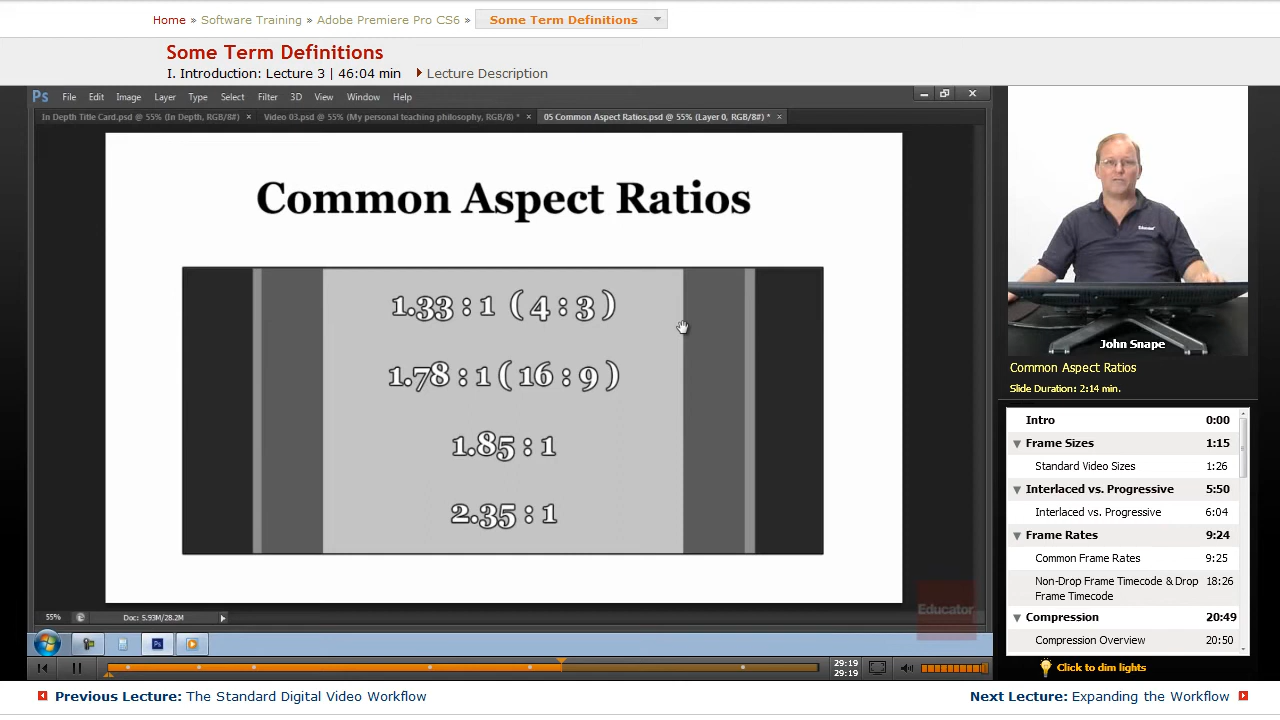 Home » Software Training » Adobe Premiere Pro CS6 » Some Term Definitions
Some Term Definitions
I. Introduction: Lecture 3 | 46:04 min Lecture Description
Ps File Edit Image Layer Type Select Filter 3D View Window Help
In Depth Title Card.psd @ 55% (In Depth, RGB/8#) × Video 03.psd @ 55% (My personal teaching philosophy, RGB/8) * × 05 Common Aspect Ratios.psd @ 55% (Layer 0, RGB/8#) * ×
Common Aspect Ratios
1.33 : 1 ( 4 : 3 )
1.78 : 1 ( 16 : 9 )
1.85 : 1
2.35 : 1
Educator
55% Doc: 5.93M/28.2M
Ps
29:19
29:19
John Snape
Common Aspect Ratios
Slide Duration: 2:14 min.
Intro 0:00
Frame Sizes 1:15
Standard Video Sizes 1:26
Interlaced vs. Progressive 5:50
Interlaced vs. Progressive 6:04
Frame Rates 9:24
Common Frame Rates 9:25
Non-Drop Frame Timecode & Drop 18:26
Frame Timecode
Compression 20:49
Compression Overview 20:50
Click to dim lights
Previous Lecture: The Standard Digital Video Workflow
Next Lecture: Expanding the Workflow